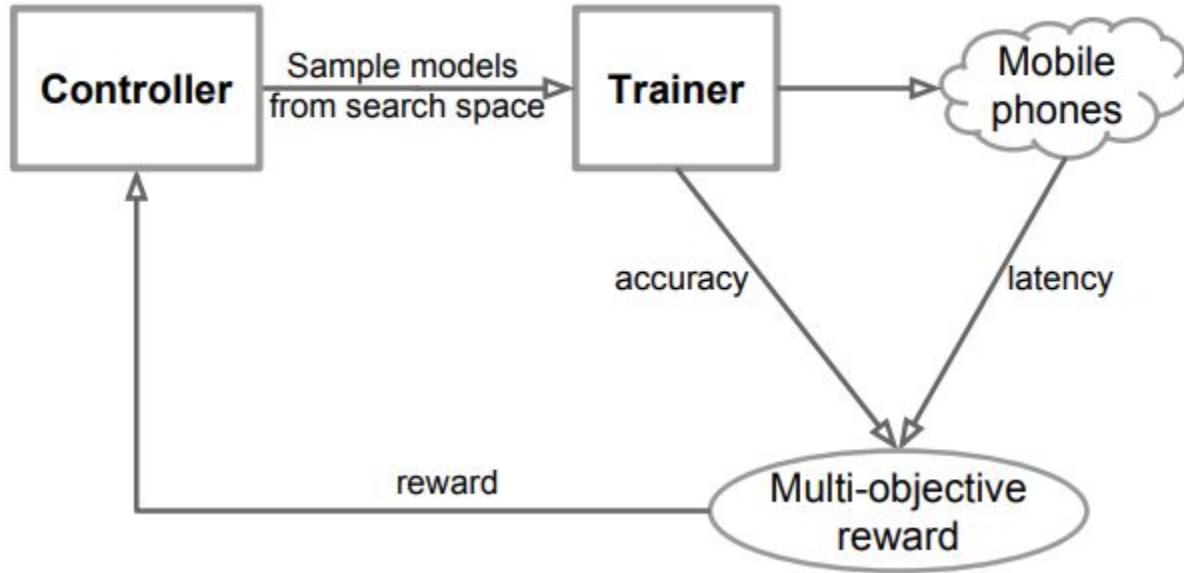 Controller
Sample models
from search space
Trainer
Mobile
phones
accuracy
latency
reward
Multi-objective
reward